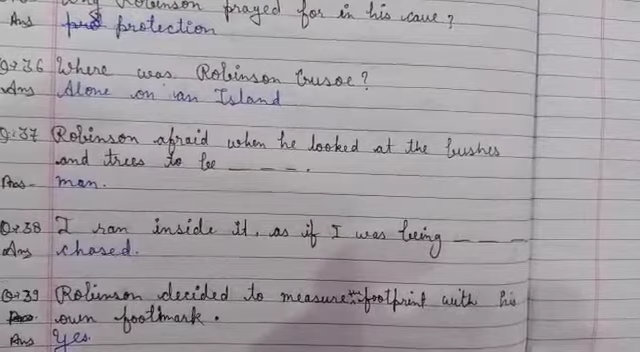 Robinson prayed for in his cave?
Ans protection
Q.36 Where was Robinson Crusoe?
Ans Alone on an Island
Q.37 Robinson afraid when he looked at the bushes
and trees to be _ _ _ _.
Ans- man.
Q.38 I ran inside it, as if I was being _ _ _
Ans chased.
Q.39 Robinson decided to measure the footprint with his
own footmark.
Ans Yes.